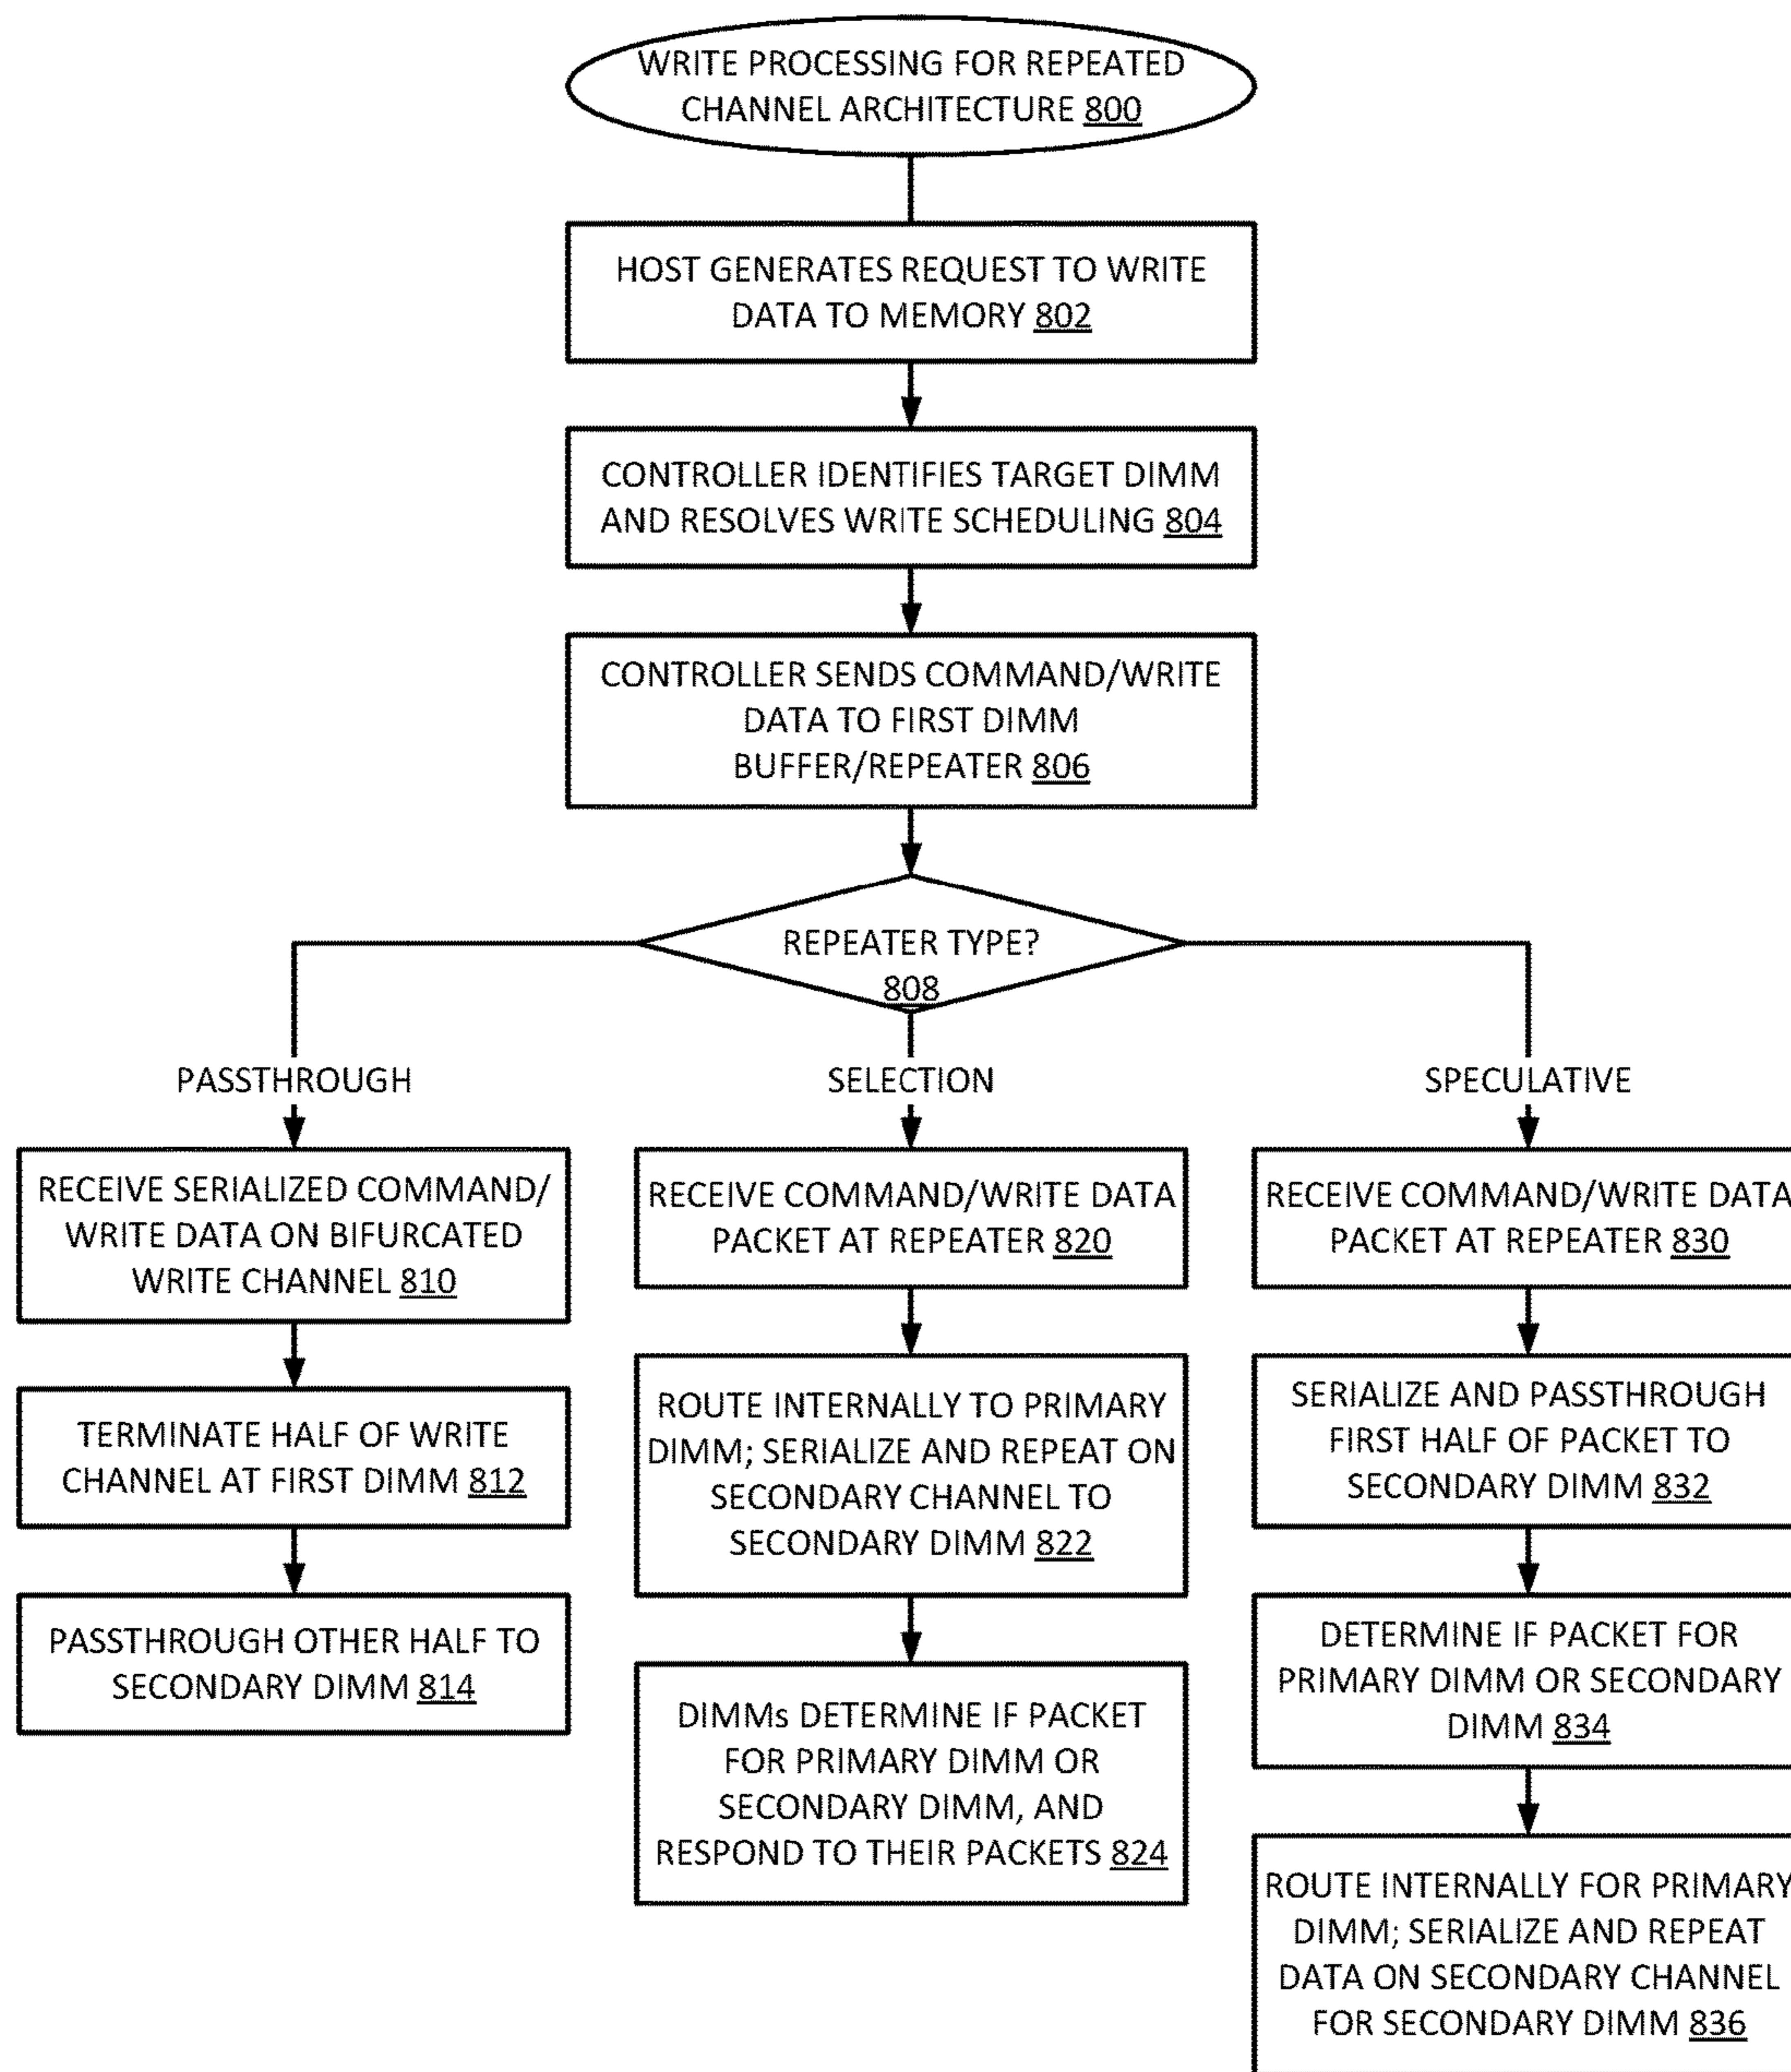 WRITE PROCESSING FOR REPEATED
CHANNEL ARCHITECTURE 800
HOST GENERATES REQUEST TO WRITE
DATA TO MEMORY 802
CONTROLLER IDENTIFIES TARGET DIMM
AND RESOLVES WRITE SCHEDULING 804
CONTROLLER SENDS COMMAND/WRITE
DATA TO FIRST DIMM
BUFFER/REPEATER 806
REPEATER TYPE?
808
PASSTHROUGH
RECEIVE SERIALIZED COMMAND/
WRITE DATA ON BIFURCATED
WRITE CHANNEL 810
TERMINATE HALF OF WRITE
CHANNEL AT FIRST DIMM 812
PASSTHROUGH OTHER HALF TO
SECONDARY DIMM 814
SELECTION
RECEIVE COMMAND/WRITE DATA
PACKET AT REPEATER 820
ROUTE INTERNALLY TO PRIMARY
DIMM; SERIALIZE AND REPEAT ON
SECONDARY CHANNEL TO
SECONDARY DIMM 822
DIMMs DETERMINE IF PACKET
FOR PRIMARY DIMM OR
SECONDARY DIMM, AND
RESPOND TO THEIR PACKETS 824
SPECULATIVE
RECEIVE COMMAND/WRITE DATA
PACKET AT REPEATER 830
SERIALIZE AND PASSTHROUGH
FIRST HALF OF PACKET TO
SECONDARY DIMM 832
DETERMINE IF PACKET FOR
PRIMARY DIMM OR SECONDARY
DIMM 834
ROUTE INTERNALLY FOR PRIMARY
DIMM; SERIALIZE AND REPEAT
DATA ON SECONDARY CHANNEL
FOR SECONDARY DIMM 836